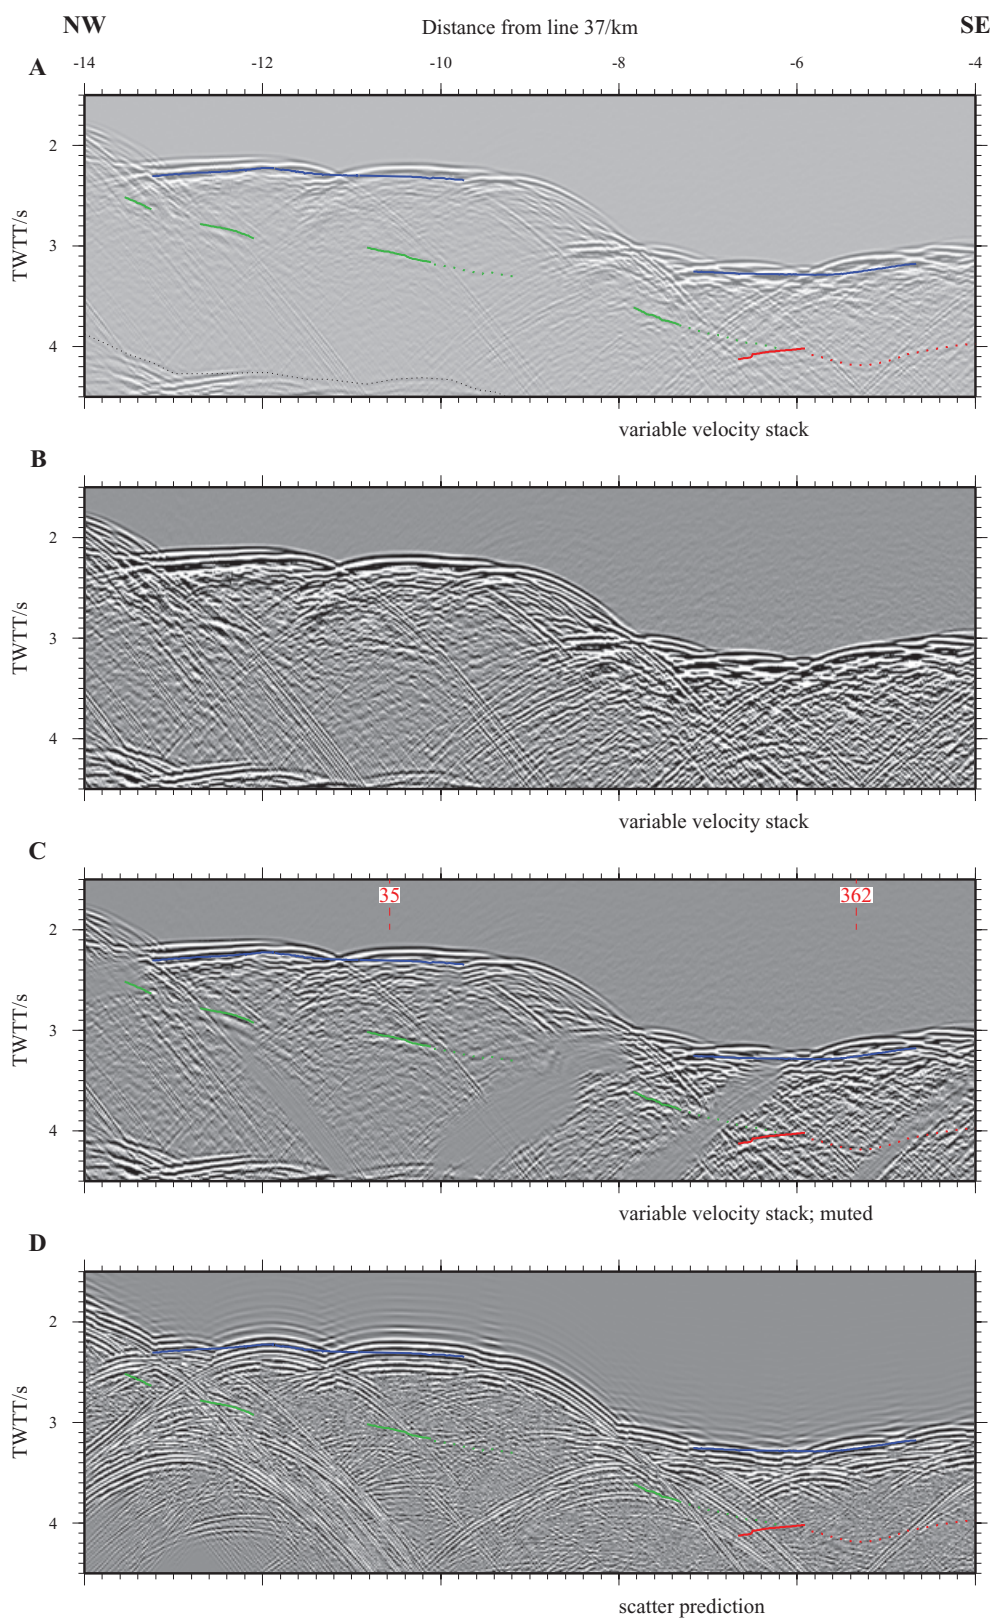 NW Distance from line 37/km SE
A -14 -12 -10 -8 -6 -4
2
3
4
TWTT/s
variable velocity stack
B
2
3
4
TWTT/s
variable velocity stack
C
35 362
2
3
4
TWTT/s
variable velocity stack; muted
D
2
3
4
TWTT/s
scatter prediction